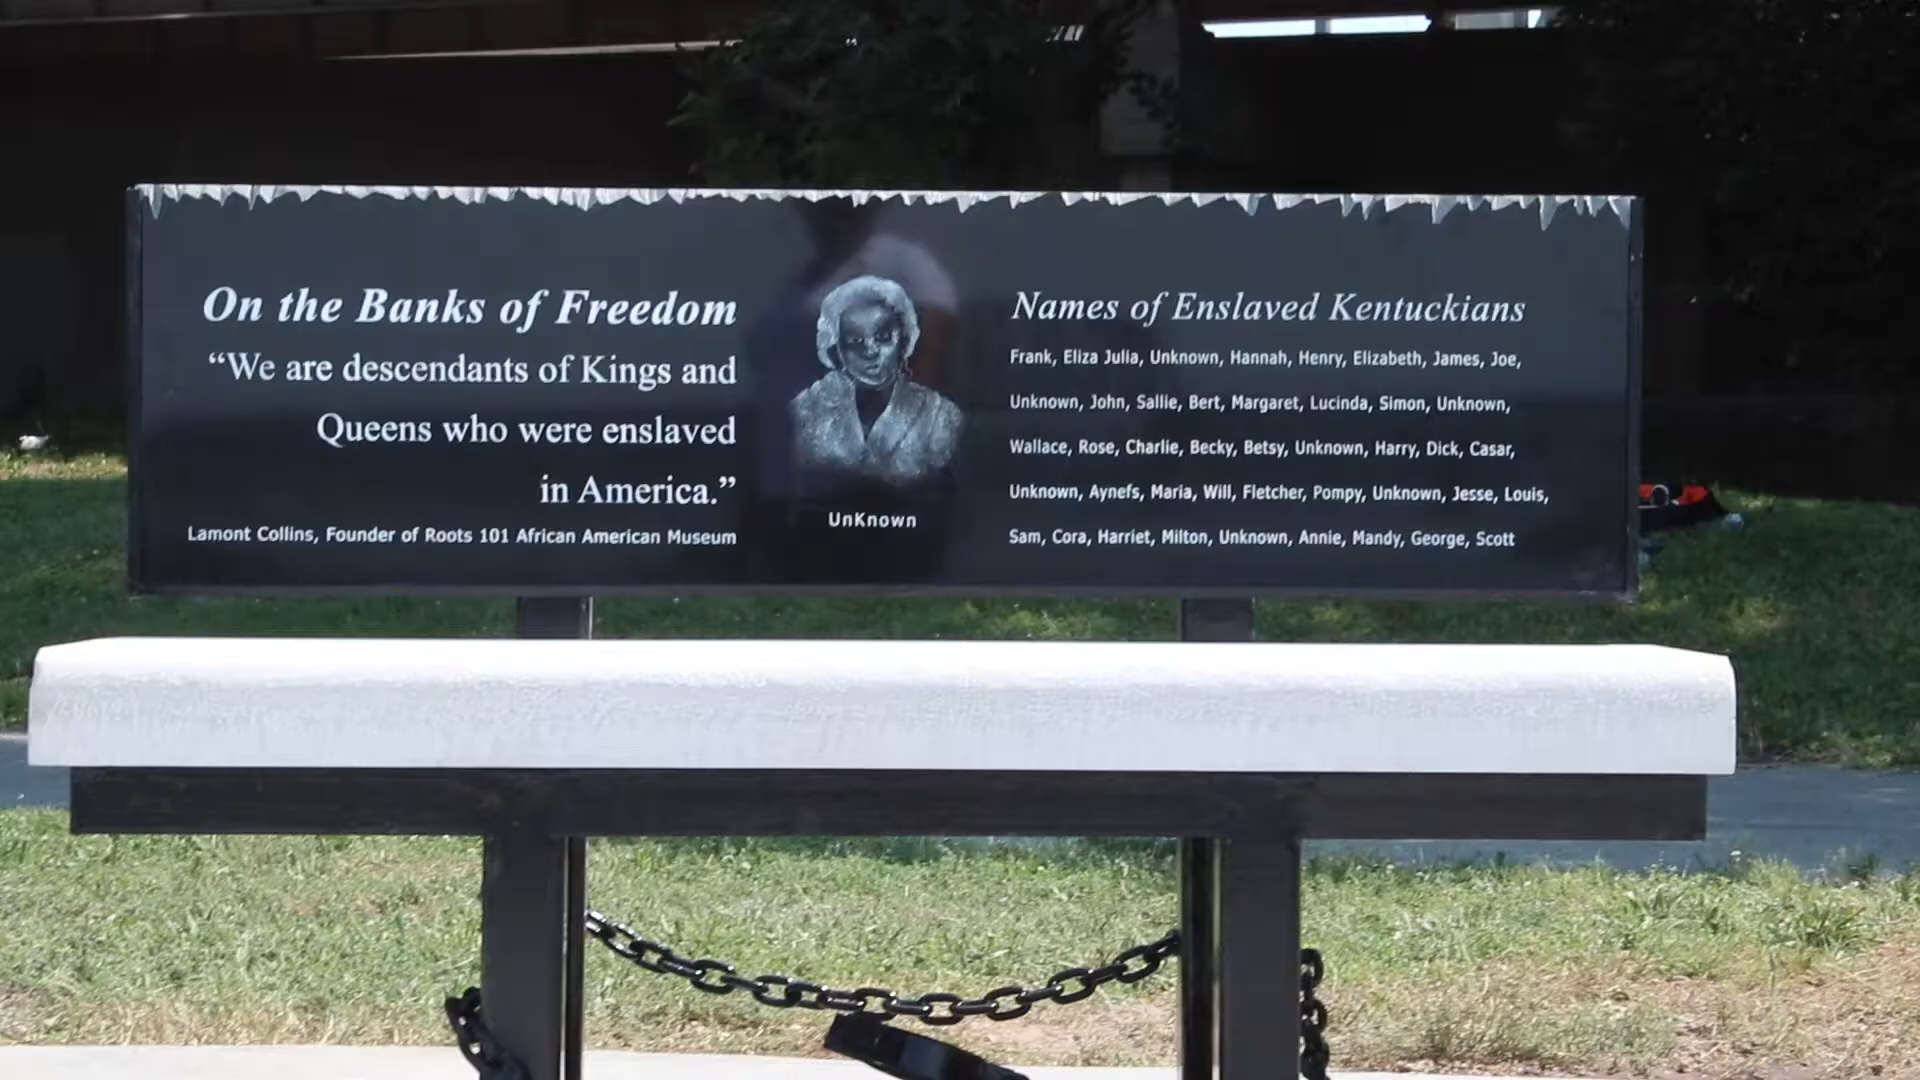 On the Banks of Freedom
“We are descendants of Kings and
Queens who were enslaved
in America.”
Lamont Collins, Founder of Roots 101 African American Museum
UnKnown
Names of Enslaved Kentuckians
Frank, Eliza Julia, Unknown, Hannah, Henry, Elizabeth, James, Joe,
Unknown, John, Sallie, Bert, Margaret, Lucinda, Simon, Unknown,
Wallace, Rose, Charlie, Becky, Betsy, Unknown, Harry, Dick, Casar,
Unknown, Aynefs, Maria, Will, Fletcher, Pompy, Unknown, Jesse, Louis,
Sam, Cora, Harriet, Milton, Unknown, Annie, Mandy, George, Scott